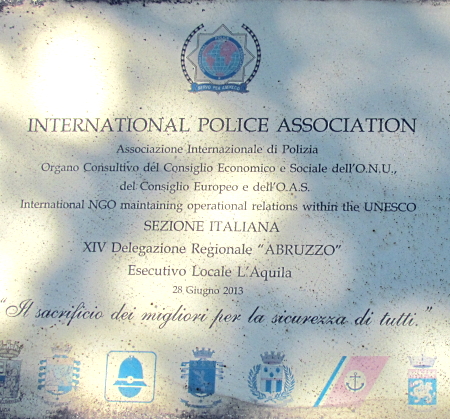 INTERNATIONAL POLICE ASSOCIATION
Associazione Internazionale di Polizia
Organo Consultivo del Consiglio Economico e Sociale dell'O.N.U.,
del Consiglio Europeo e dell'O.A.S.
International NGO maintaining operational relations within the UNESCO
SEZIONE ITALIANA
XIV Delegazione Regionale "ABRUZZO"
Esecutivo Locale L'Aquila
28 Giugno 2013
"Il sacrificio dei migliori per la sicurezza di tutti."